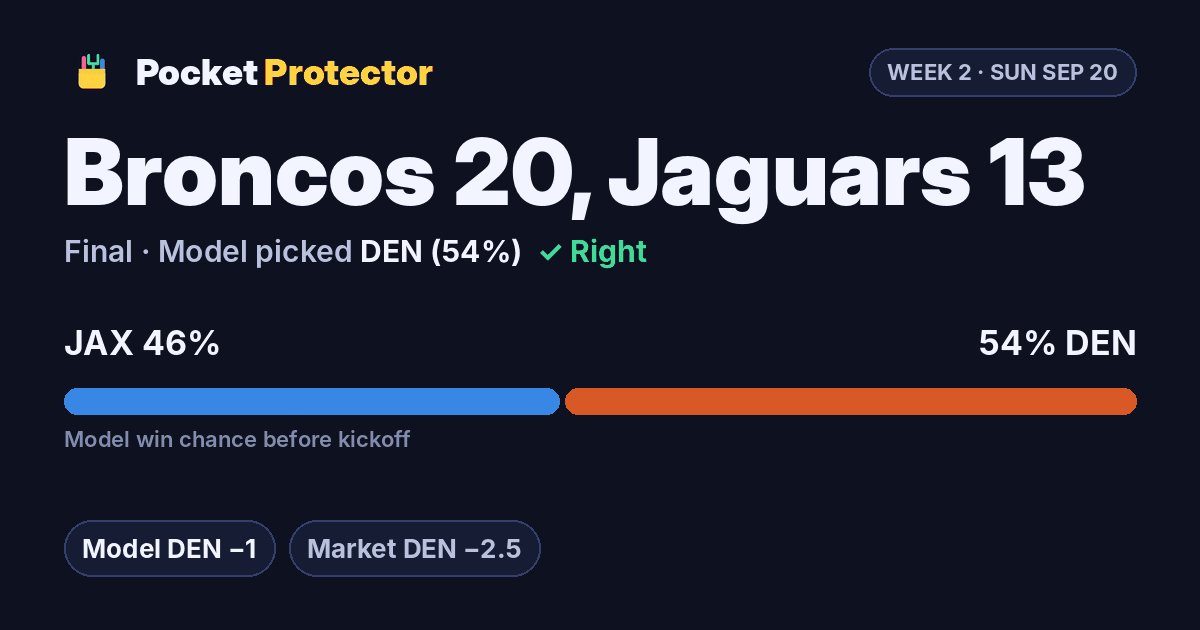 Pocket Protector
WEEK 2 · SUN SEP 20
Broncos 20, Jaguars 13
Final · Model picked DEN (54%) ✓ Right
JAX 46%
54% DEN
Model win chance before kickoff
Model DEN −1
Market DEN −2.5